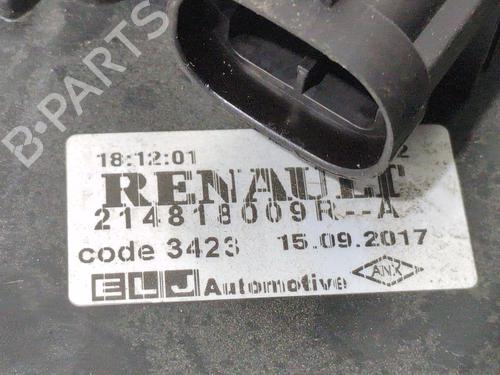 B-PARTS
18:12:01
RENAULT
214818009R--A
code 3423 15.09.2017
ELJ Automotive ANX